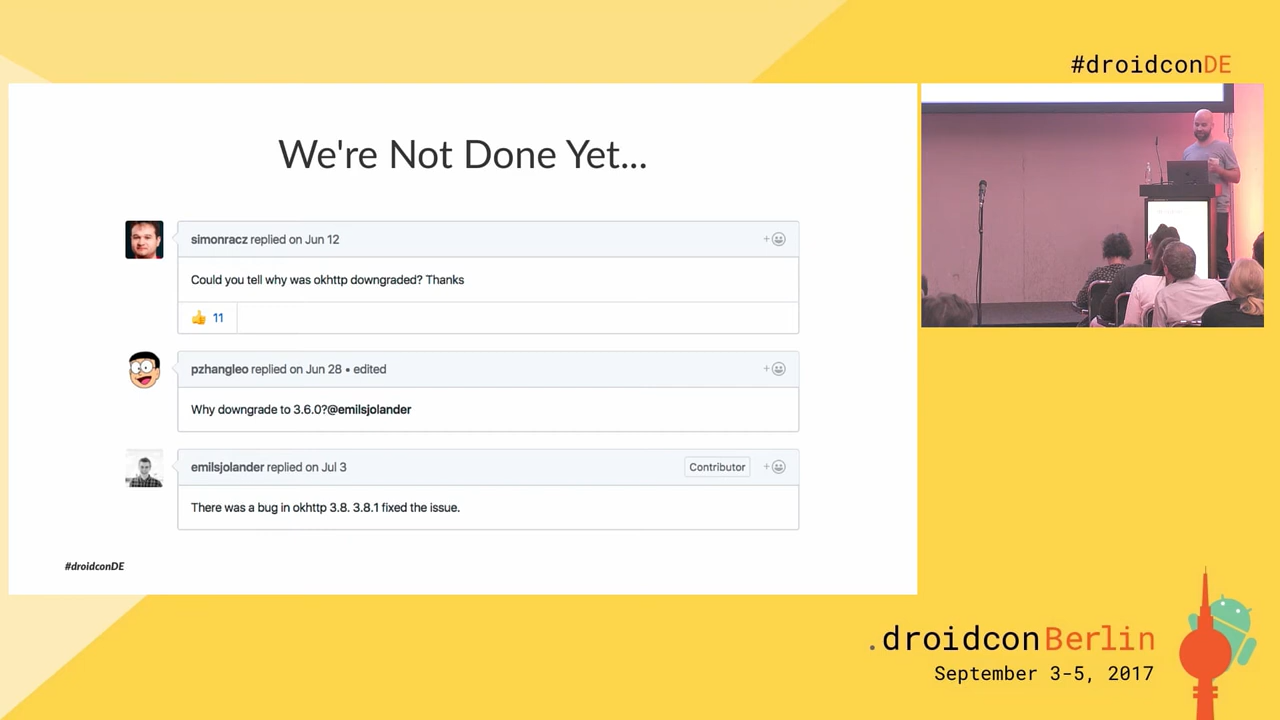 #droidconDE
We're Not Done Yet...
simonracz replied on Jun 12
Could you tell why was okhttp downgraded? Thanks
11
pzhangleo replied on Jun 28 • edited
Why downgrade to 3.6.0?@emilsjolander
emilsjolander replied on Jul 3
Contributor
There was a bug in okhttp 3.8. 3.8.1 fixed the issue.
#droidconDE
.droidconBerlin
September 3-5, 2017